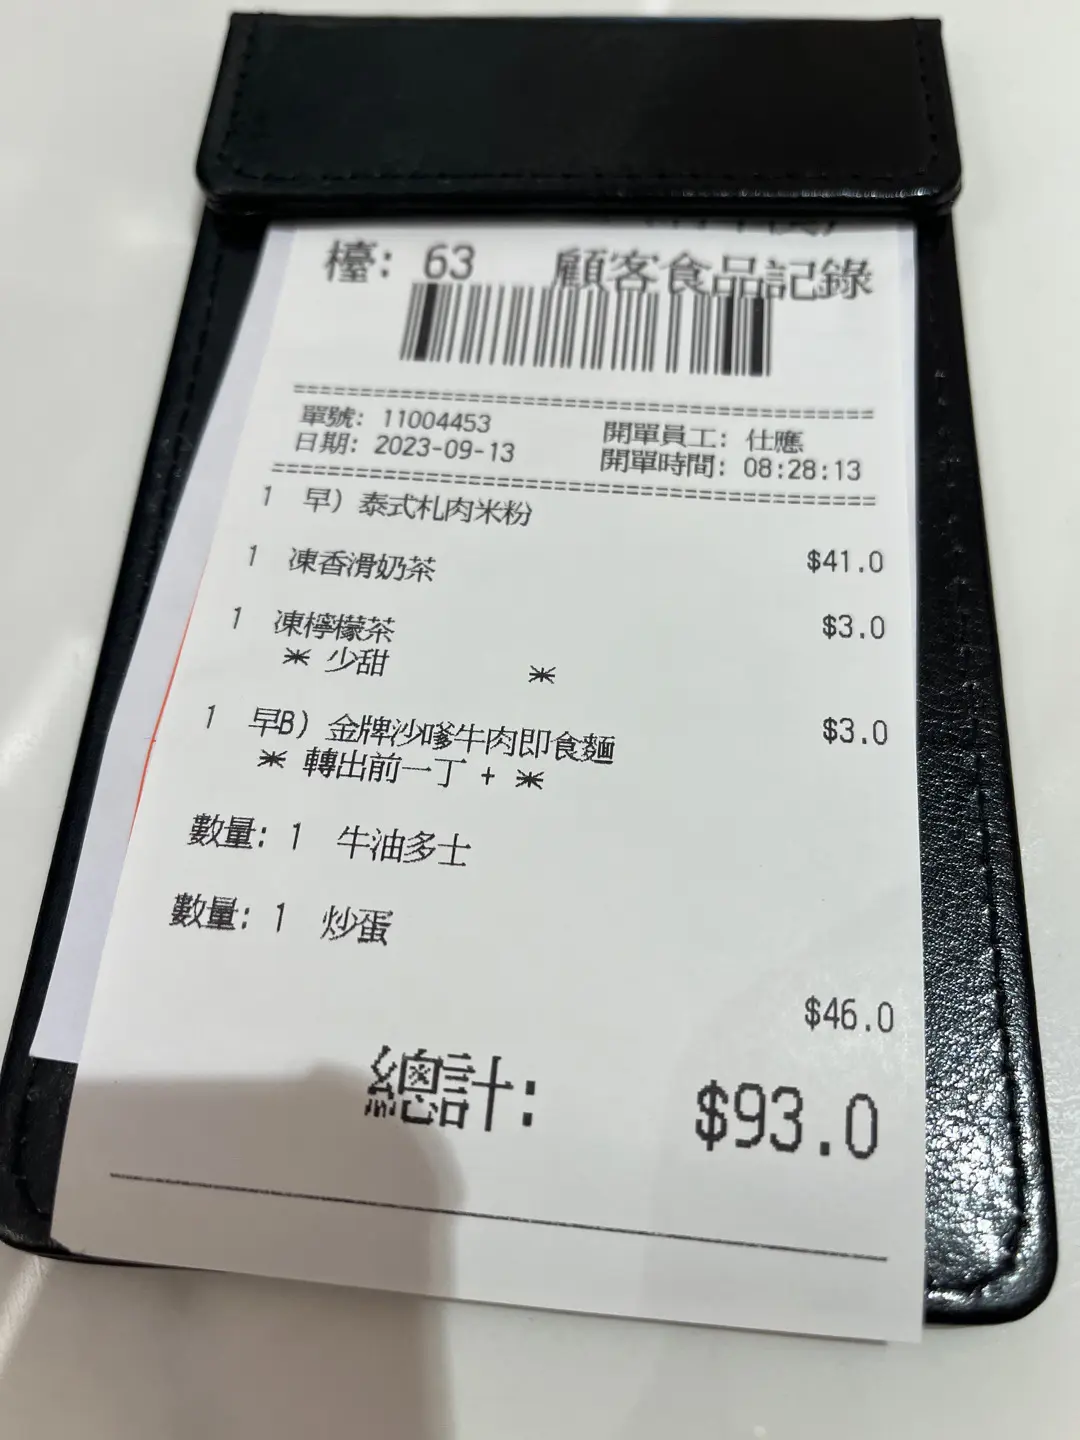 檯: 63 顧客食品記錄
單號: 11004453 開單員工: 仕應
日期: 2023-09-13 開單時間: 08:28:13
1 早) 泰式札肉米粉
$41.0
1 凍香滑奶茶
$3.0
1 凍檸檬茶
* 少甜 *
$3.0
1 早B) 金牌沙嗲牛肉即食麵
* 轉出前一丁 + *
數量: 1 牛油多士
數量: 1 炒蛋
$46.0
總計: $93.0